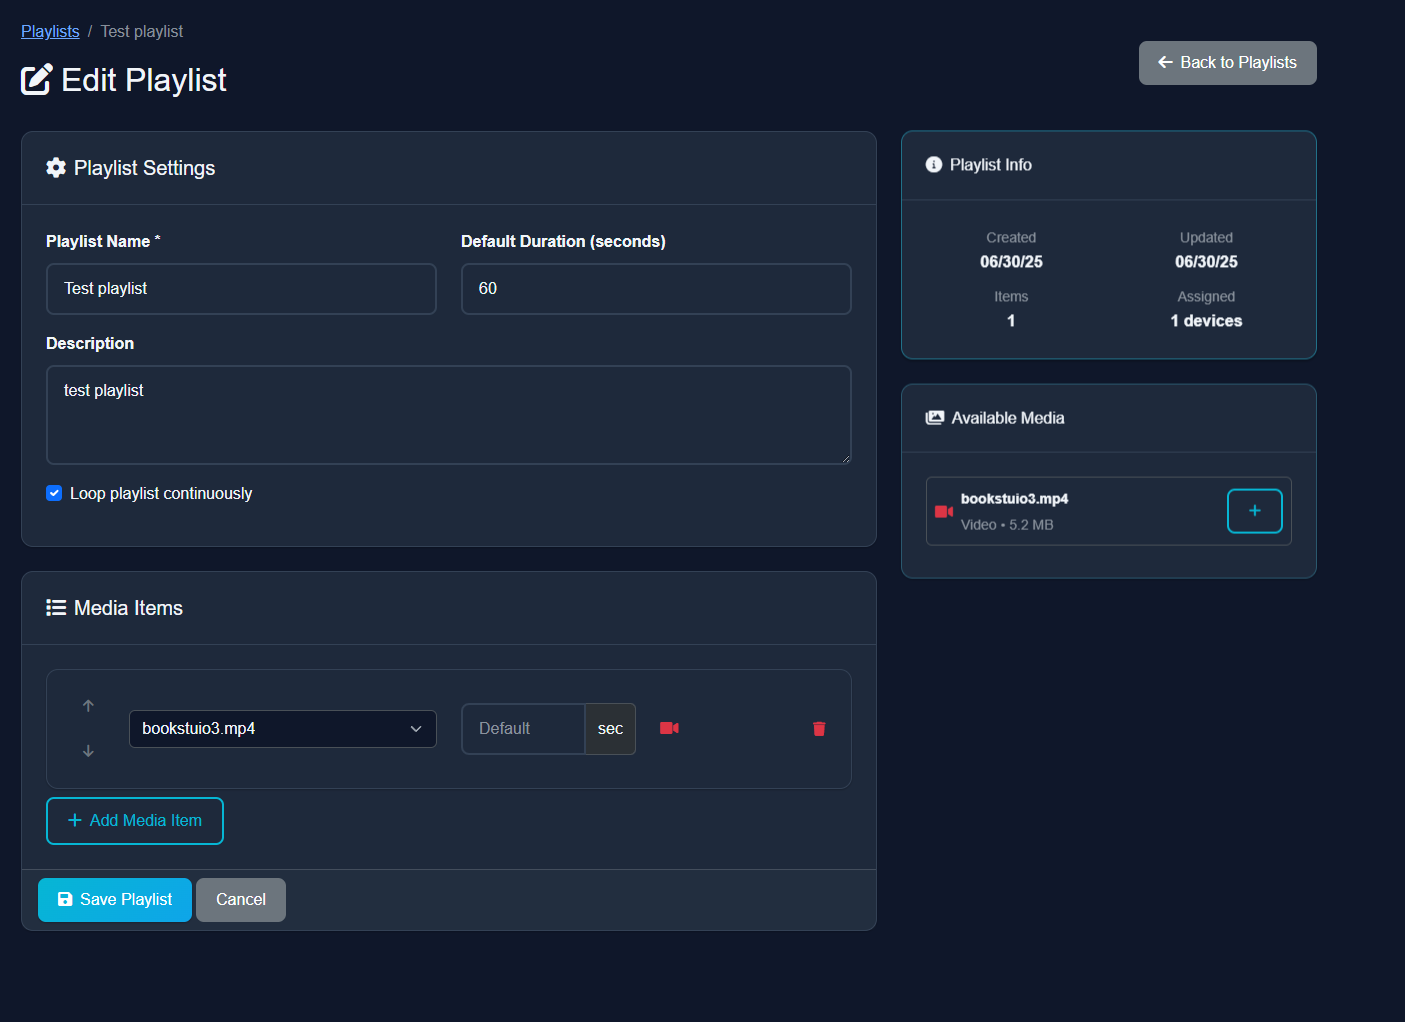 Playlists / Test playlist
Edit Playlist
Back to Playlists
Playlist Settings
Playlist Name *
Default Duration (seconds)
Test playlist
60
Description
test playlist
Loop playlist continuously
Media Items
bookstuio3.mp4
Default
sec
Add Media Item
Save Playlist
Cancel
Playlist Info
Created
Updated
06/30/25
06/30/25
Items
Assigned
1
1 devices
Available Media
bookstuio3.mp4
Video • 5.2 MB